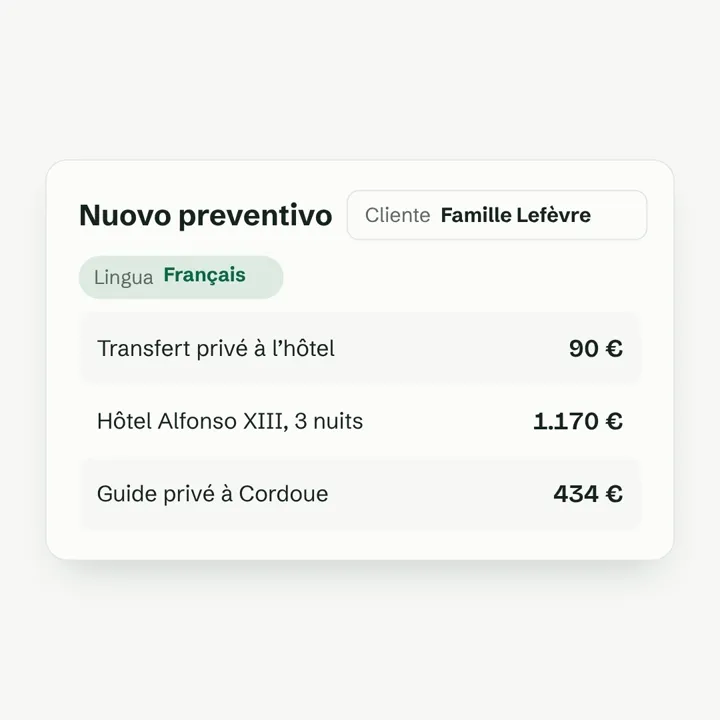 Nuovo preventivo
Cliente Famille Lefèvre
Lingua Français
Transfert privé à l’hôtel 90 €
Hôtel Alfonso XIII, 3 nuits 1.170 €
Guide privé à Cordoue 434 €